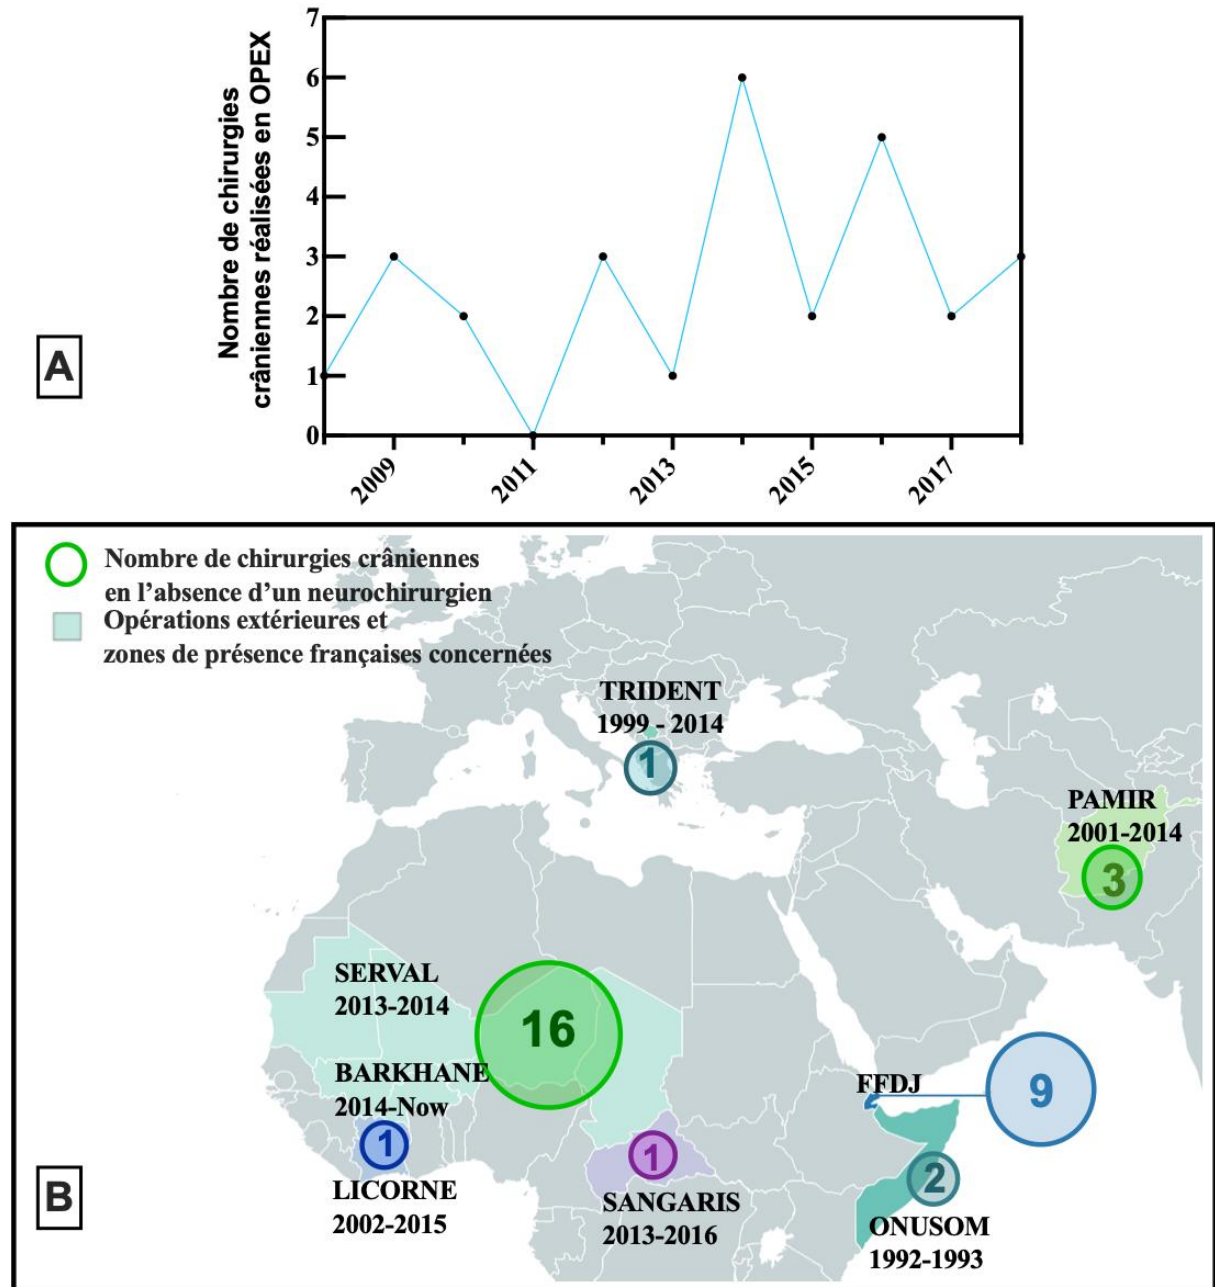 Nombre de chirurgies
crâniennes réalisées en OPEX
7
6
5
4
3
2
1
0
2009
2011
2013
2015
2017
A
Nombre de chirurgies crâniennes
en l’absence d’un neurochirurgien
Opérations extérieures et
zones de présence françaises concernées
TRIDENT
1999 - 2014
1
PAMIR
2001-2014
3
SERVAL
2013-2014
16
BARKHANE
2014-Now
1
LICORNE
2002-2015
1
SANGARIS
2013-2016
FFDJ
9
2
ONUSOM
1992-1993
B